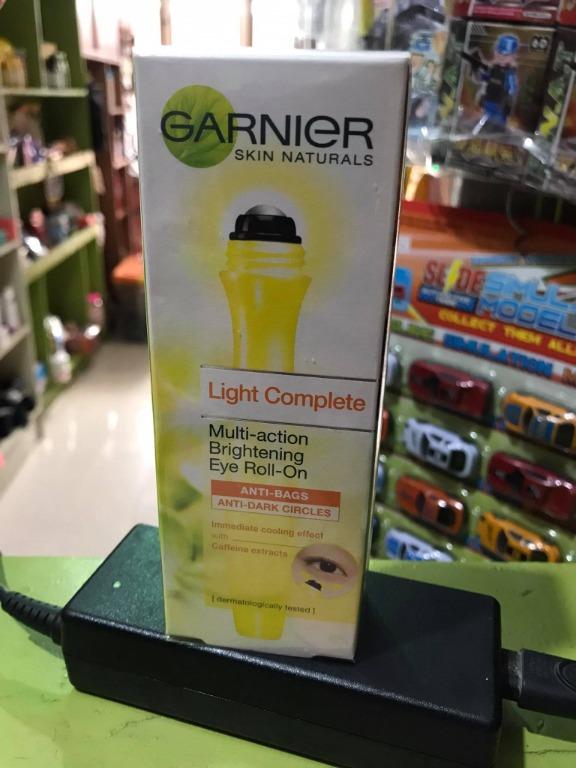 GARNIER
SKIN NATURALS
Light Complete
Multi-action
Brightening
Eye Roll-On
ANTI-BAGS
ANTI-DARK CIRCLES
Immediate cooling effect
with
Caffeine extracts
[ dermatologically tested ]
COLLECT THEM ALL
SIMULATION